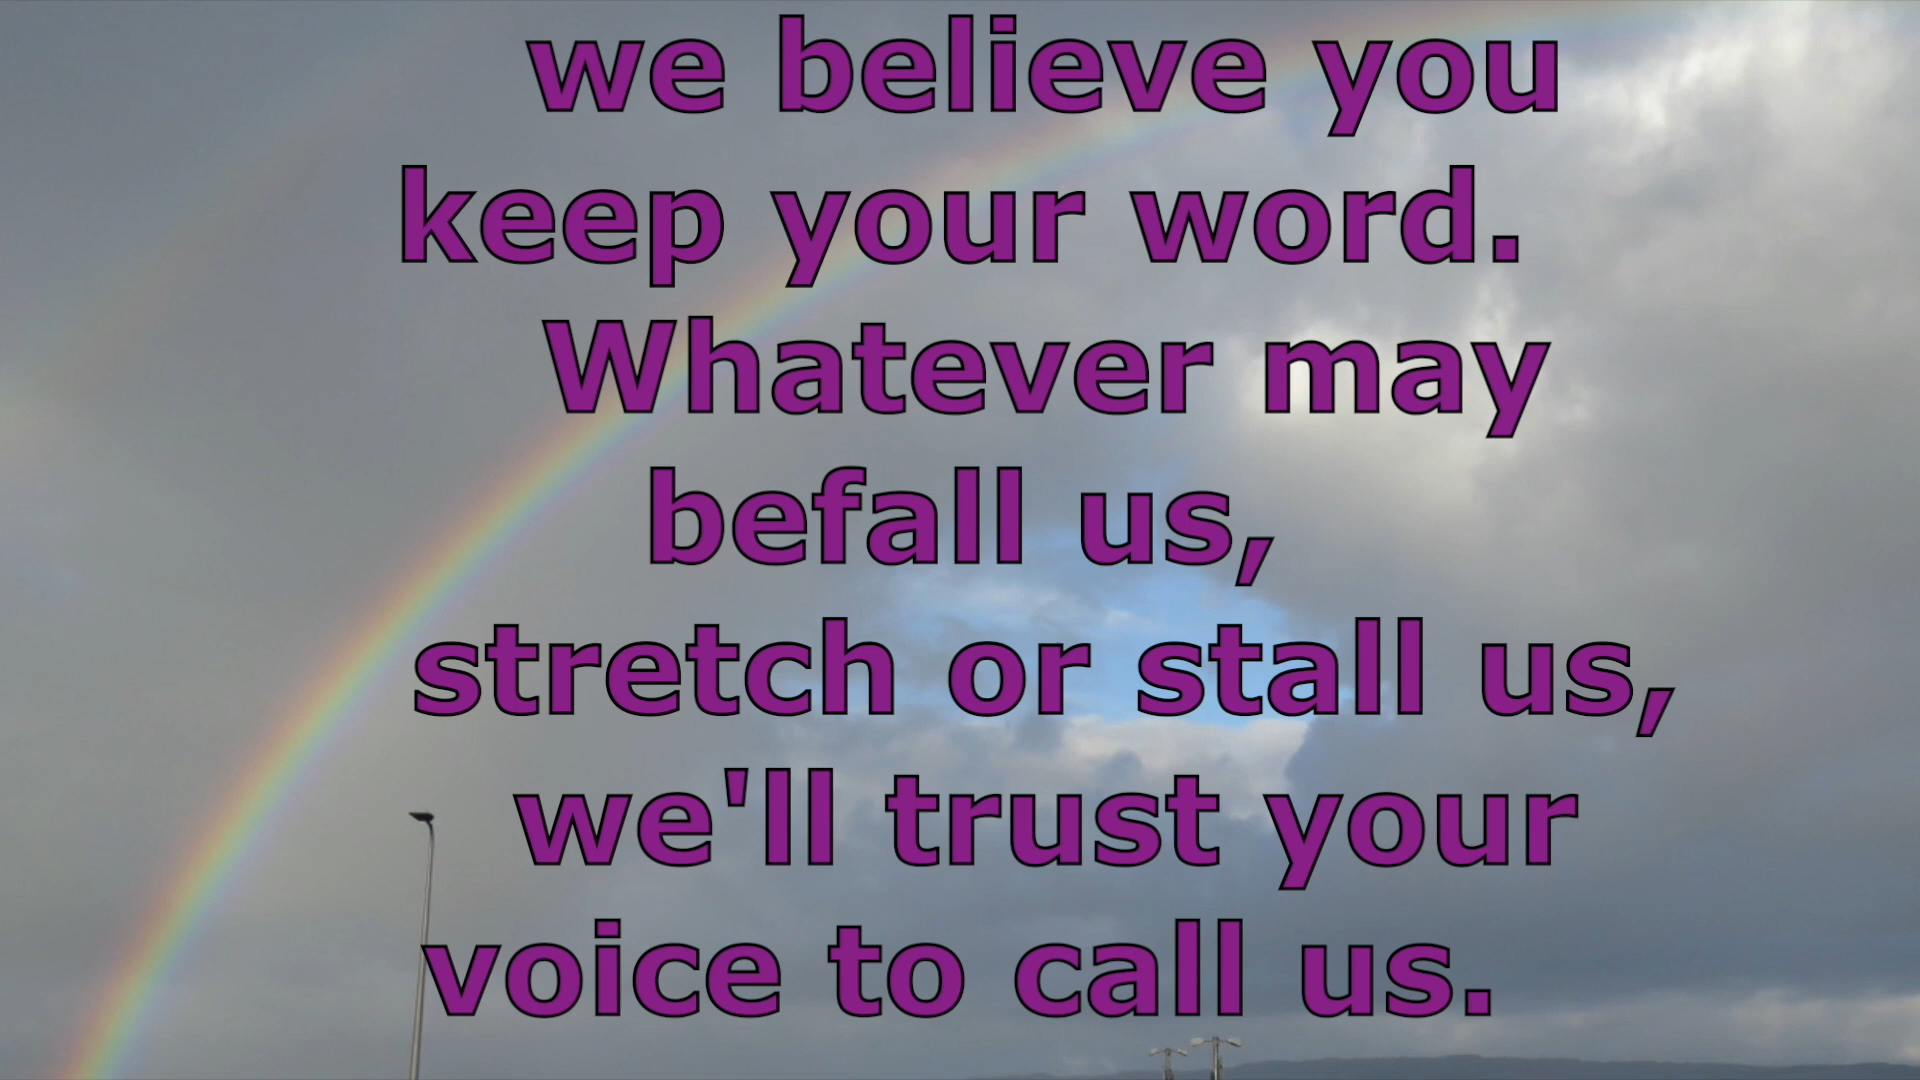 we believe you
keep your word.
Whatever may
befall us,
stretch or stall us,
we'll trust your
voice to call us.